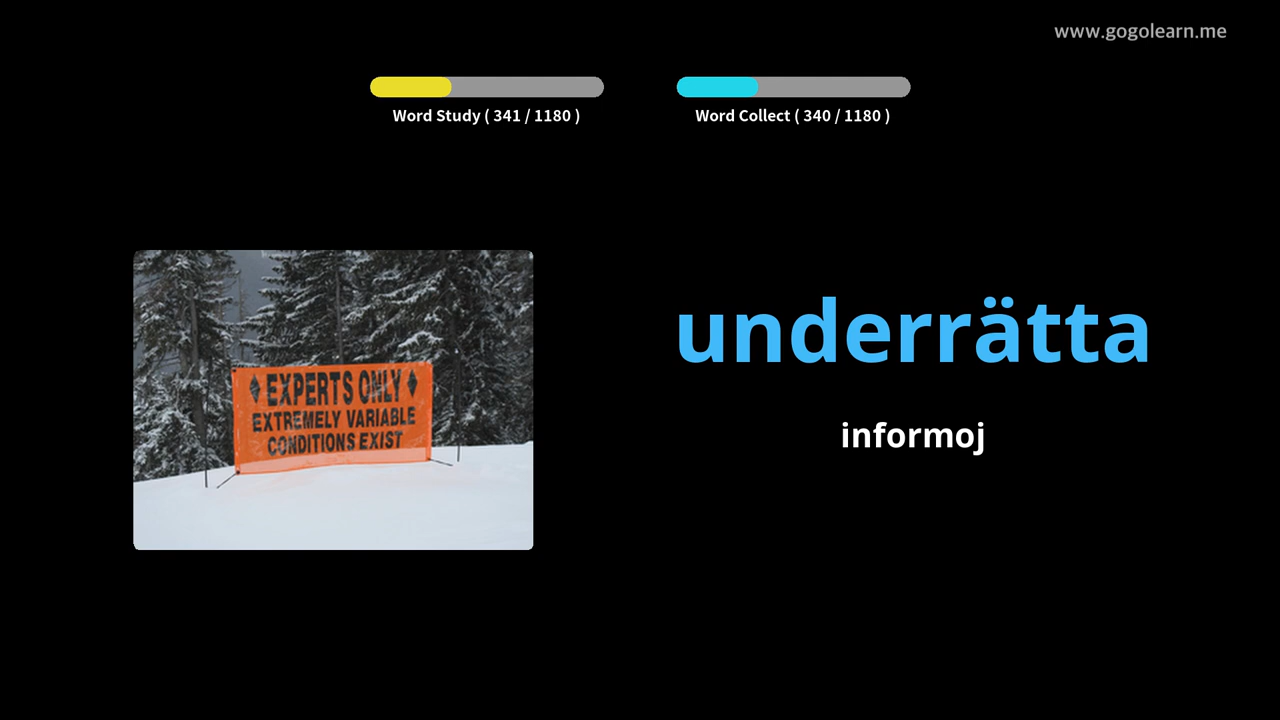 www.gogolearn.me
Word Study ( 341 / 1180 )
Word Collect ( 340 / 1180 )
EXPERTS ONLY
EXTREMELY VARIABLE
CONDITIONS EXIST
underrätta
informoj